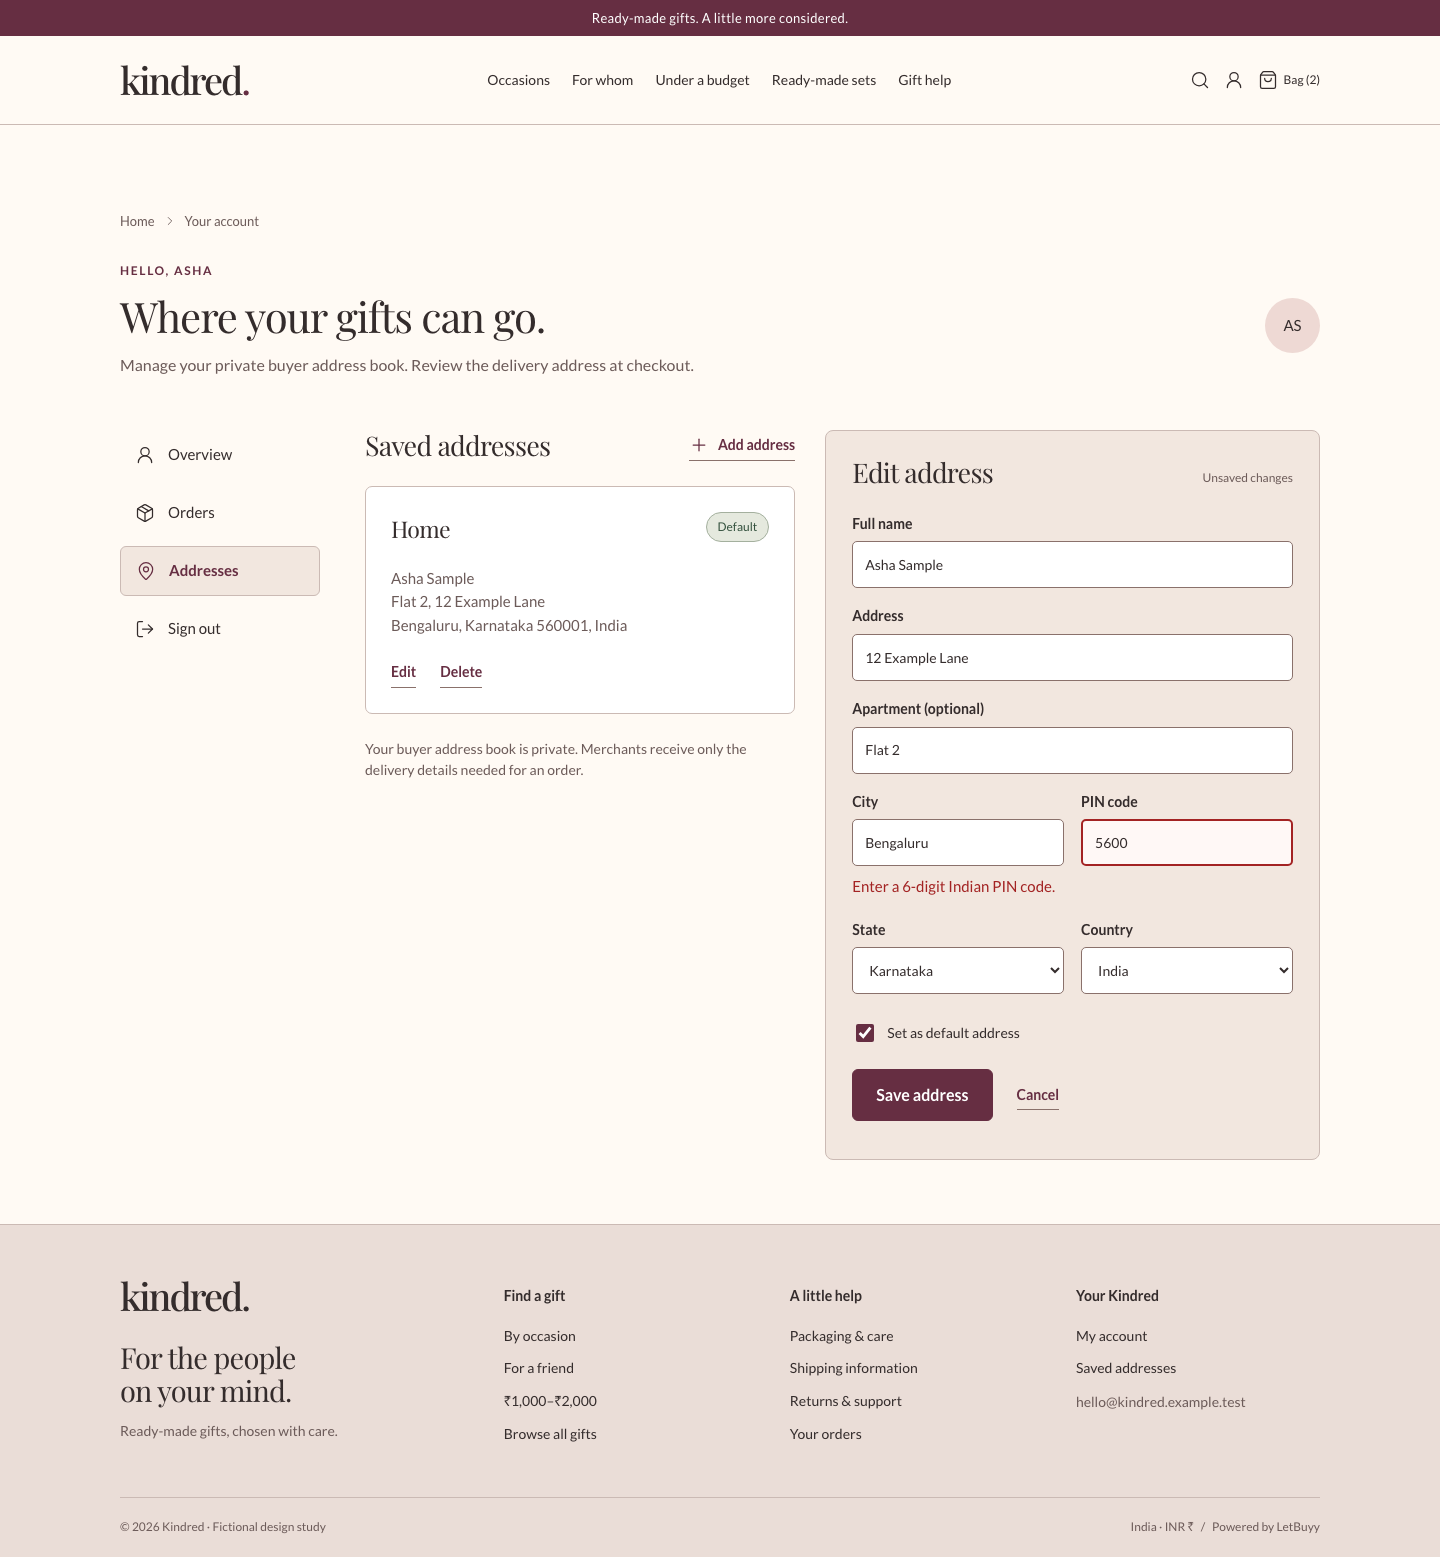 Ready-made gifts. A little more considered.
kindred.
Occasions
For whom
Under a budget
Ready-made sets
Gift help
Bag (2)
Home
Your account
HELLO, ASHA
Where your gifts can go.
AS
Manage your private buyer address book. Review the delivery address at checkout.
Overview
Orders
Addresses
Sign out
Saved addresses
Add address
Home
Default
Asha Sample
Flat 2, 12 Example Lane
Bengaluru, Karnataka 560001, India
Edit
Delete
Your buyer address book is private. Merchants receive only the
delivery details needed for an order.
Edit address
Unsaved changes
Full name
Asha Sample
Address
12 Example Lane
Apartment (optional)
Flat 2
City
PIN code
Bengaluru
5600
Enter a 6-digit Indian PIN code.
State
Country
Karnataka
India
Set as default address
Save address
Cancel
kindred.
For the people
on your mind.
Ready-made gifts, chosen with care.
Find a gift
By occasion
For a friend
₹1,000–₹2,000
Browse all gifts
A little help
Packaging & care
Shipping information
Returns & support
Your orders
Your Kindred
My account
Saved addresses
hello@kindred.example.test
© 2026 Kindred · Fictional design study
India · INR ₹ / Powered by LetBuyy